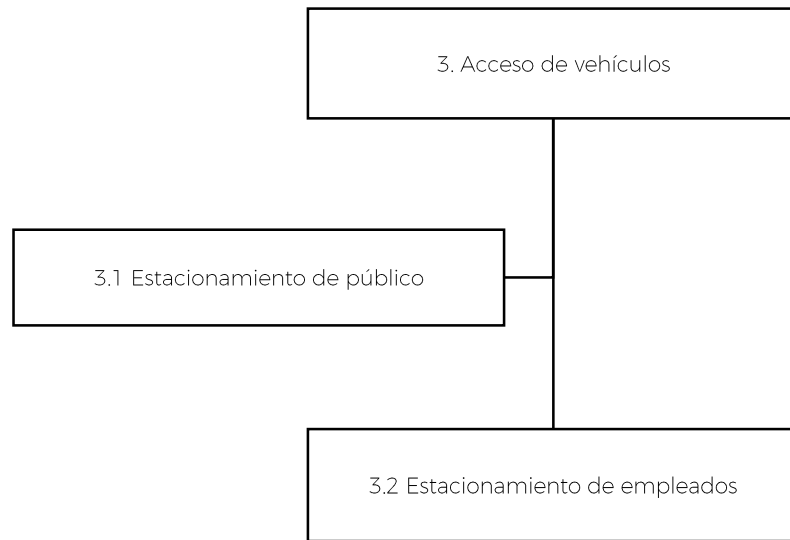 3. Acceso de vehículos
3.1 Estacionamiento de público
3.2 Estacionamiento de empleados